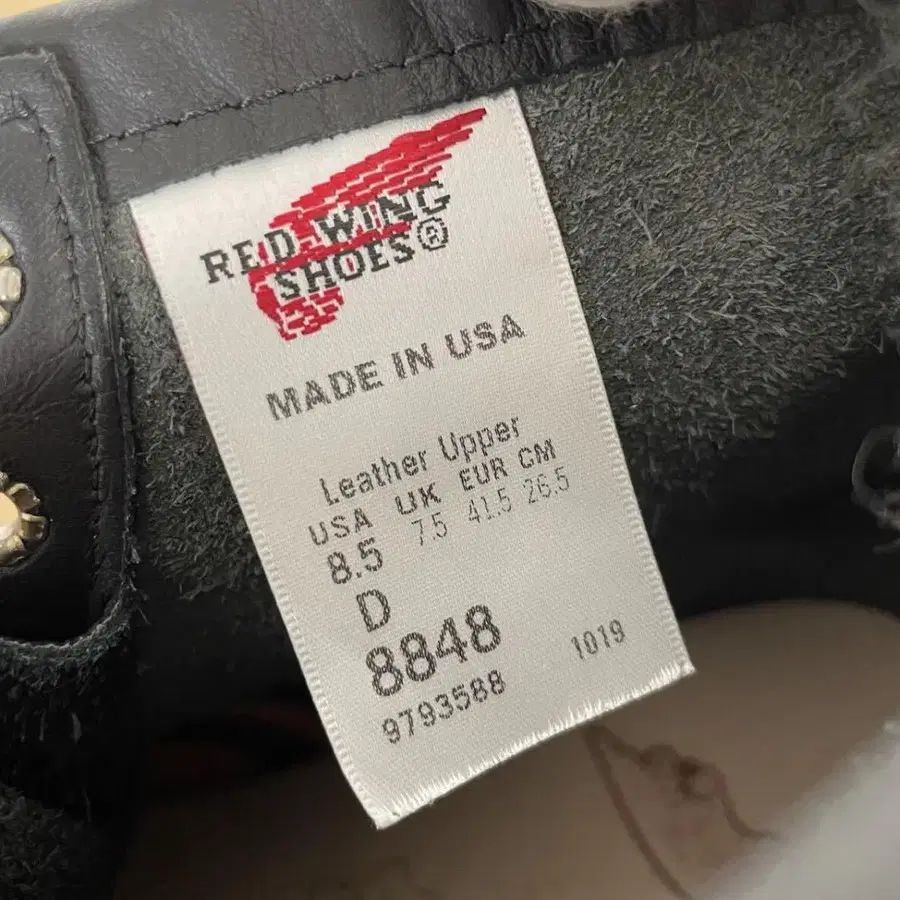 RED WING
SHOES®
MADE IN USA
Leather Upper
USA UK EUR CM
8.5 7.5 41.5 26.5
D
8848
9793588 1019